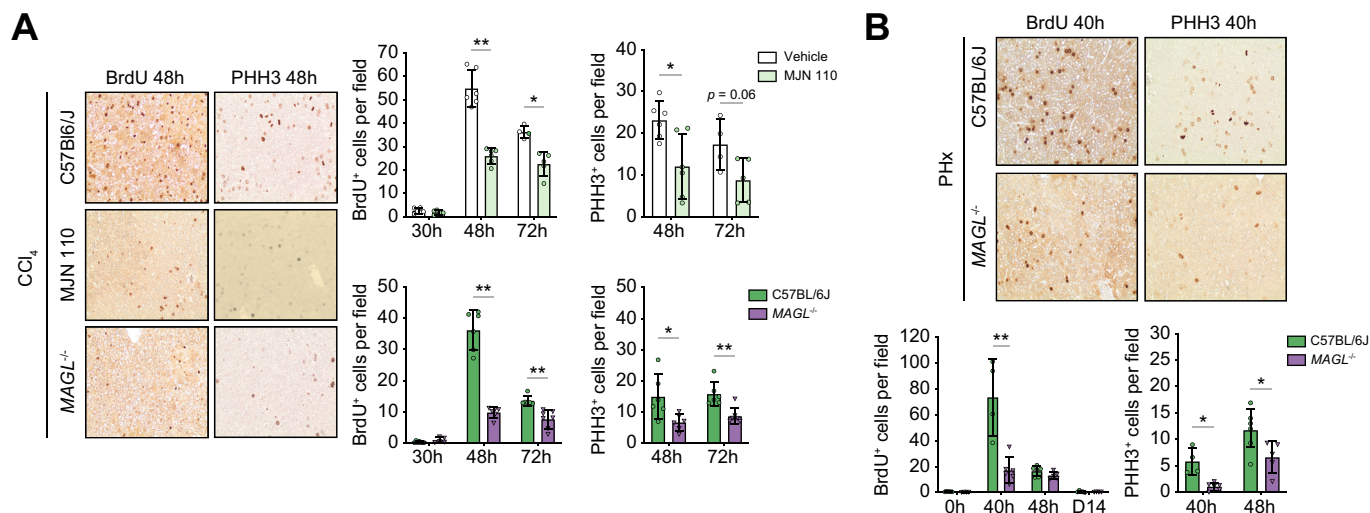 A
BrdU 48h
PHH3 48h
CCl4
C57Bl6/J
MJN 110
MAGL-/-
BrdU+ cells per field
70
60
50
40
30
20
10
0
**
*
30h
48h
72h
PHH3+ cells per field
40
30
20
10
0
*
p = 0.06
48h
72h
Vehicle
MJN 110
BrdU+ cells per field
50
40
30
20
10
0
**
**
30h
48h
72h
PHH3+ cells per field
50
40
30
20
10
0
*
**
48h
72h
C57BL/6J
MAGL-/-
B
BrdU 40h
PHH3 40h
PHx
C57BL/6J
MAGL-/-
BrdU+ cells per field
120
100
80
60
40
20
0
**
0h
40h
48h
D14
PHH3+ cells per field
30
25
20
15
10
5
0
*
*
40h
48h
C57BL/6J
MAGL-/-